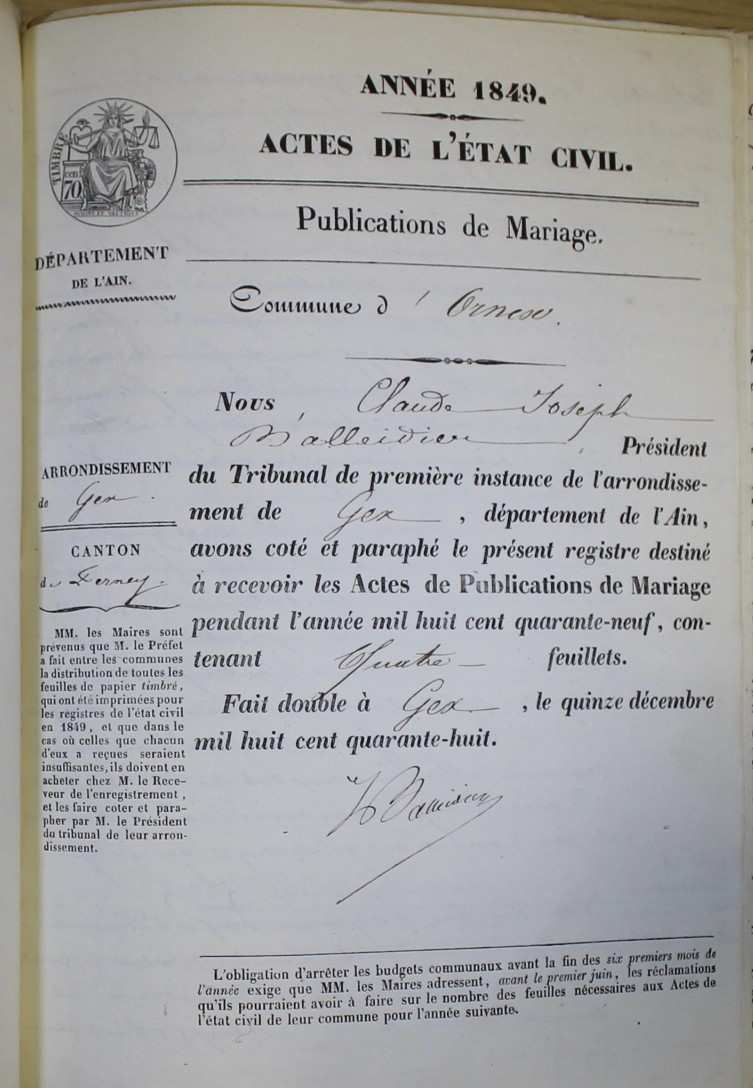 ANNÉE 1849.
ACTES DE L'ÉTAT CIVIL.
Publications de Mariage.
Commune d'Ornex.
TIMBRE
70
DÉPARTEMENT
DE L'AIN.
ARRONDISSEMENT
de Gex.
CANTON
de Ferney.
MM. les Maires sont
prévenus que M. le Préfet
a fait entre les communes
la distribution de toutes les
feuilles de papier timbré,
qui ont été imprimées pour
les registres de l'état civil
en 1849, et que dans le
cas où celles que chacun
d'eux a reçues seraient
insuffisantes, ils doivent en
acheter chez M. le Rece-
veur de l'enregistrement,
et les faire coter et para-
pher par M. le Président
du tribunal de leur arron-
dissement.
Nous Claude Joseph
Balleidier Président
du Tribunal de première instance de l'arrondisse-
ment de Gex, département de l'Ain,
avons coté et paraphé le présent registre destiné
à recevoir les Actes de Publications de Mariage
pendant l'année mil huit cent quarante-neuf, con-
tenant Quatre feuillets.
Fait double à Gex, le quinze décembre
mil huit cent quarante-huit.
Balleidier
L'obligation d'arrêter les budgets communaux avant la fin des six premiers mois de
l'année exige que MM. les Maires adressent, avant le premier juin, les réclamations
qu'ils pourraient avoir à faire sur le nombre des feuilles nécessaires aux Actes de
l'état civil de leur commune pour l'année suivante.